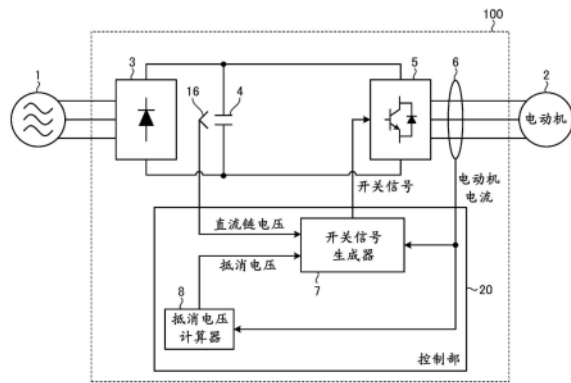 100
1
3
16
4
5
6
2
电动机
开关信号
电动机
电流
直流链电压
开关信号
生成器
抵消电压
7
20
8
抵消电压
计算器
控制部